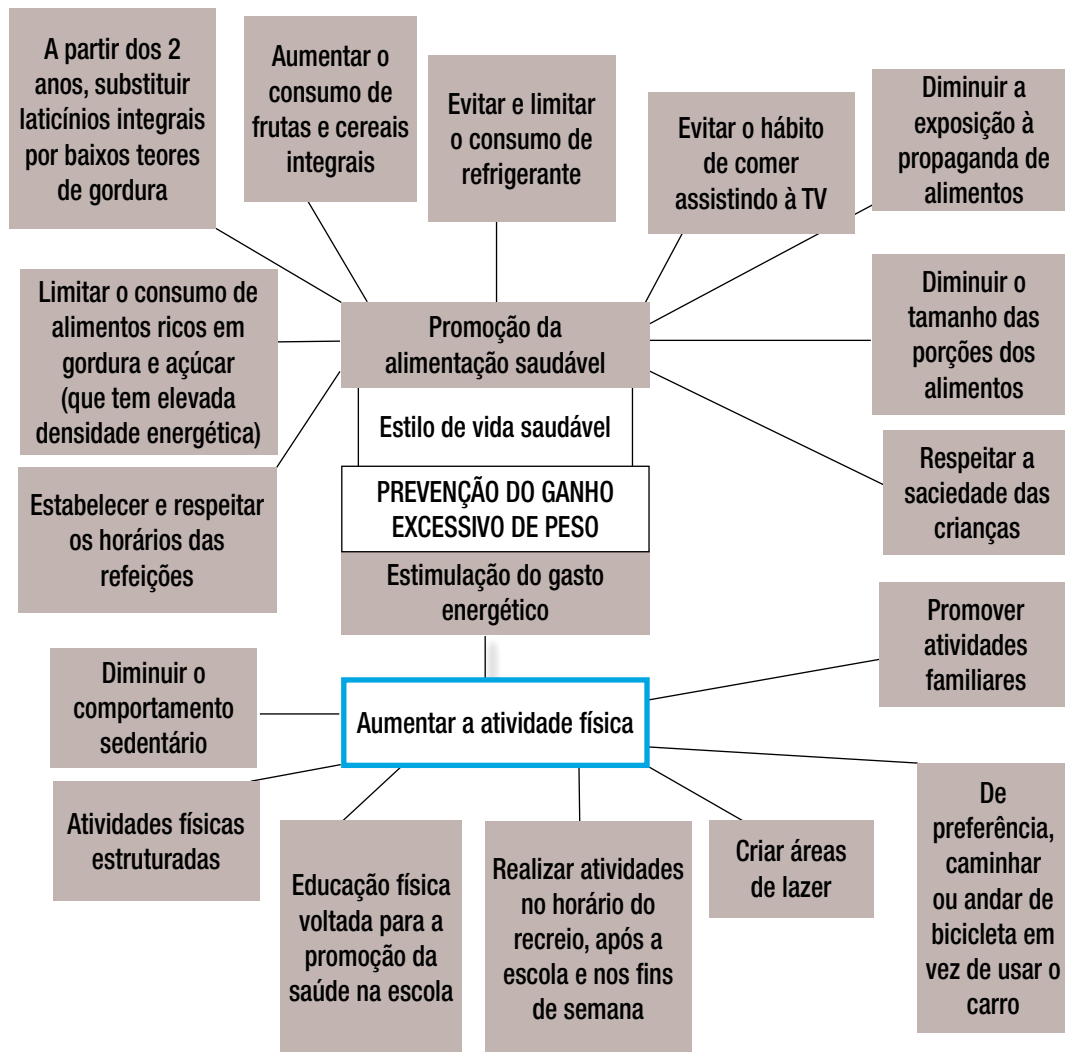 A partir dos 2
anos, substituir
laticínios integrais
por baixos teores
de gordura
Aumentar o
consumo de
frutas e cereais
integrais
Evitar e limitar
o consumo de
refrigerante
Evitar o hábito
de comer
assistindo à TV
Diminuir a
exposição à
propaganda de
alimentos
Limitar o consumo de
alimentos ricos em
gordura e açúcar
(que tem elevada
densidade energética)
Promoção da
alimentação saudável
Diminuir o
tamanho das
porções dos
alimentos
Estilo de vida saudável
Respeitar a
saciedade das
crianças
Estabelecer e respeitar
os horários das
refeições
PREVENÇÃO DO GANHO
EXCESSIVO DE PESO
Estimulação do gasto
energético
Promover
atividades
familiares
Diminuir o
comportamento
sedentário
Aumentar a atividade física
Atividades físicas
estruturadas
Educação física
voltada para a
promoção da
saúde na escola
Realizar atividades
no horário do
recreio, após a
escola e nos fins
de semana
Criar áreas
de lazer
De
preferência,
caminhar
ou andar de
bicicleta em
vez de usar o
carro